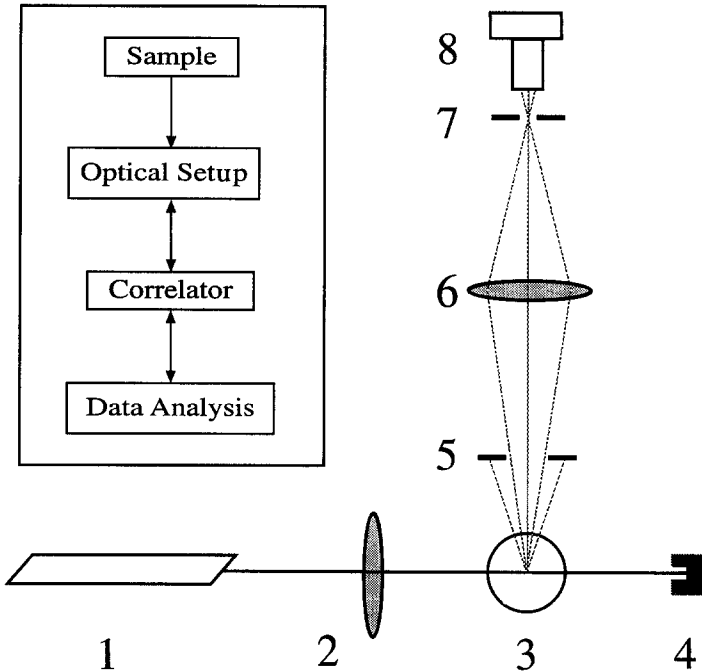 Sample
Optical Setup
Correlator
Data Analysis
8
7
6
5
1
2
3
4